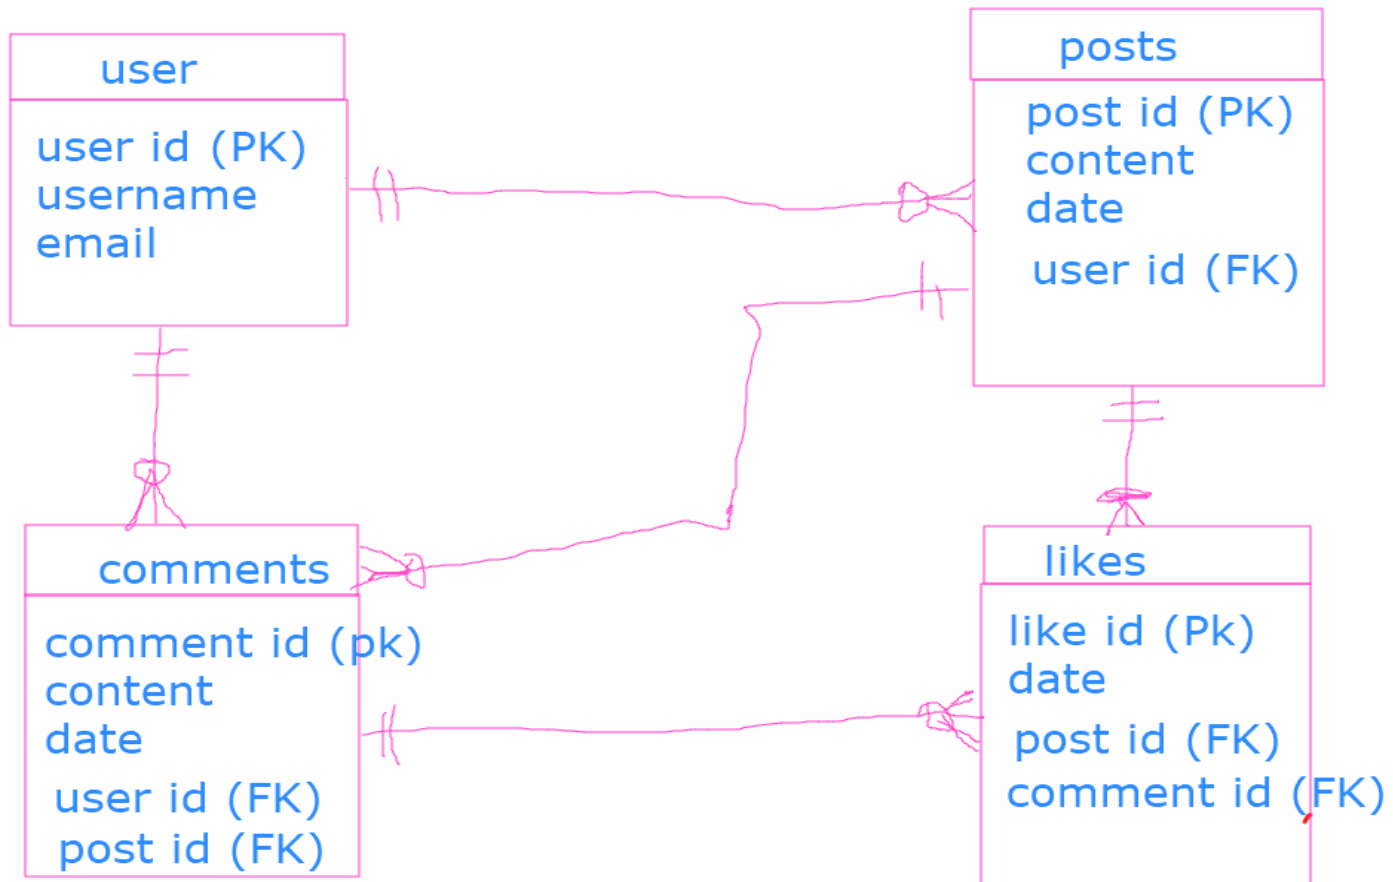 user
user id (PK)
username
email
posts
post id (PK)
content
date
user id (FK)
comments
comment id (pk)
content
date
user id (FK)
post id (FK)
likes
like id (Pk)
date
post id (FK)
comment id (FK)